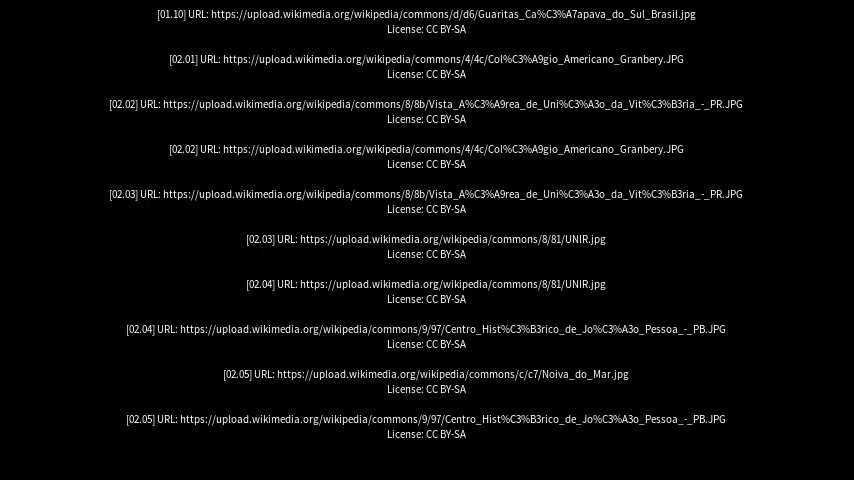 [01.10] URL: https://upload.wikimedia.org/wikipedia/commons/d/d6/Guaritas_Ca%C3%A7apava_do_Sul_Brasil.jpg
License: CC BY-SA
[02.01] URL: https://upload.wikimedia.org/wikipedia/commons/4/4c/Col%C3%A9gio_Americano_Granbery.JPG
License: CC BY-SA
[02.02] URL: https://upload.wikimedia.org/wikipedia/commons/8/8b/Vista_A%C3%A9rea_de_Uni%C3%A3o_da_Vit%C3%B3ria_-_PR.JPG
License: CC BY-SA
[02.02] URL: https://upload.wikimedia.org/wikipedia/commons/4/4c/Col%C3%A9gio_Americano_Granbery.JPG
License: CC BY-SA
[02.03] URL: https://upload.wikimedia.org/wikipedia/commons/8/8b/Vista_A%C3%A9rea_de_Uni%C3%A3o_da_Vit%C3%B3ria_-_PR.JPG
License: CC BY-SA
[02.03] URL: https://upload.wikimedia.org/wikipedia/commons/8/81/UNIR.jpg
License: CC BY-SA
[02.04] URL: https://upload.wikimedia.org/wikipedia/commons/8/81/UNIR.jpg
License: CC BY-SA
[02.04] URL: https://upload.wikimedia.org/wikipedia/commons/9/97/Centro_Hist%C3%B3rico_de_Jo%C3%A3o_Pessoa_-_PB.JPG
License: CC BY-SA
[02.05] URL: https://upload.wikimedia.org/wikipedia/commons/c/c7/Noiva_do_Mar.jpg
License: CC BY-SA
[02.05] URL: https://upload.wikimedia.org/wikipedia/commons/9/97/Centro_Hist%C3%B3rico_de_Jo%C3%A3o_Pessoa_-_PB.JPG
License: CC BY-SA